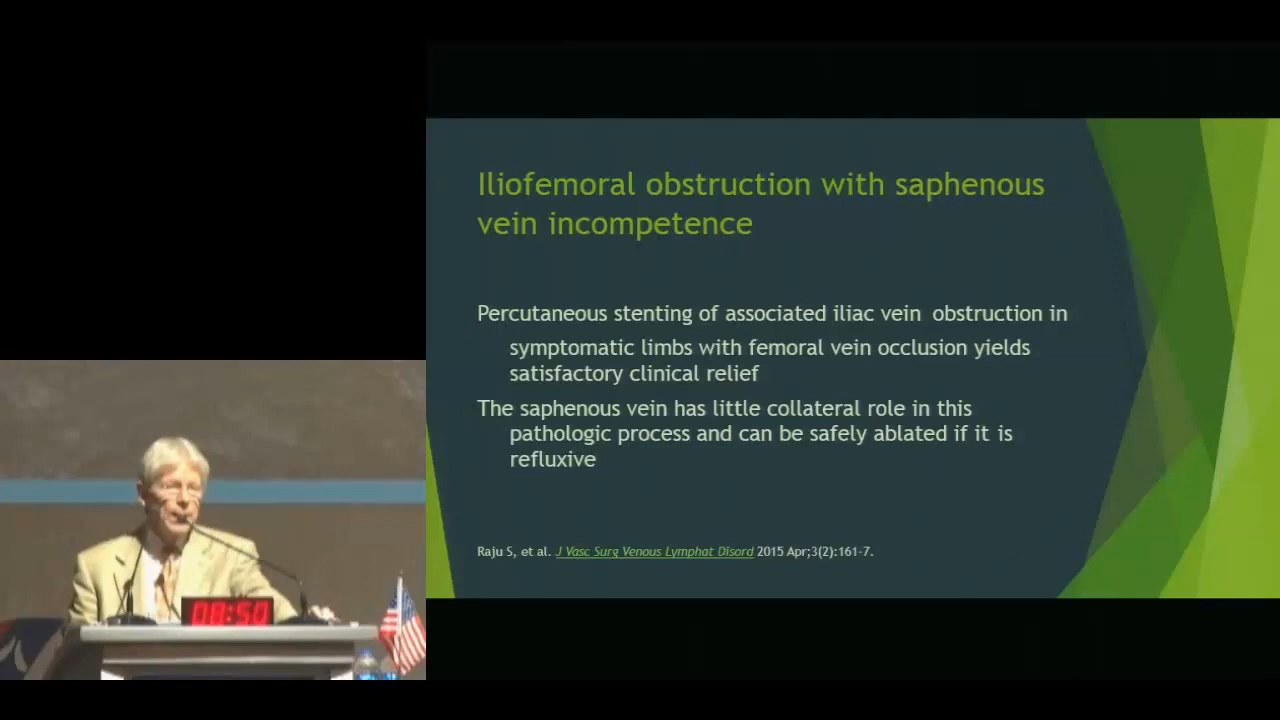 Iliofemoral obstruction with saphenous
vein incompetence
Percutaneous stenting of associated iliac vein obstruction in
symptomatic limbs with femoral vein occlusion yields
satisfactory clinical relief
The saphenous vein has little collateral role in this
pathologic process and can be safely ablated if it is
refluxive
Raju S, et al. J Vasc Surg Venous Lymphat Disord 2015 Apr;3(2):161-7.
08:50